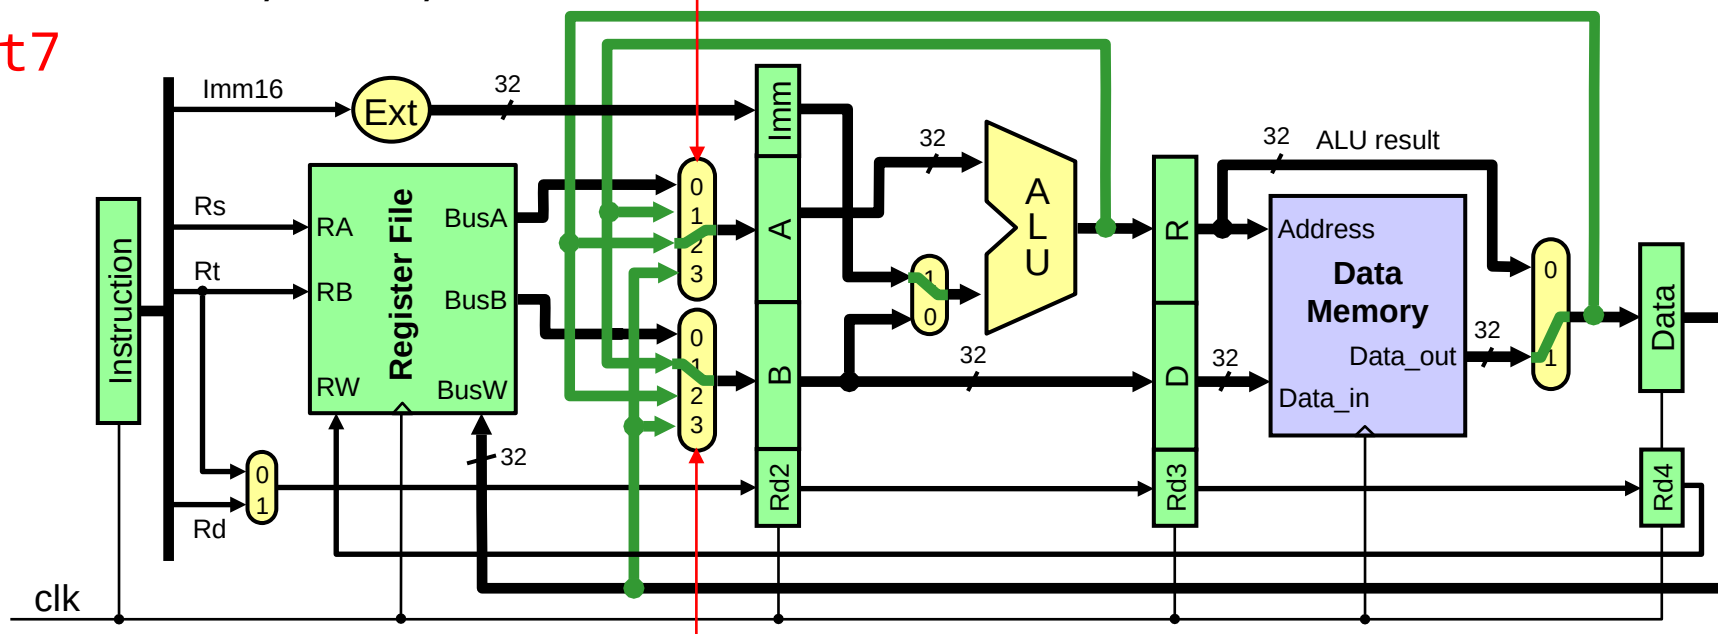 t7
Imm16
Ext
32
Imm
32
ALU
32
ALU result
Instruction
Rs
Rt
Rd
Register File
RA
RB
RW
BusA
BusB
BusW
32
0
1
2
3
0
1
2
3
0
1
A
B
Rd2
1
0
32
R
D
Rd3
32
Address
Data
Memory
Data_out
Data_in
32
0
1
Data
Rd4
clk